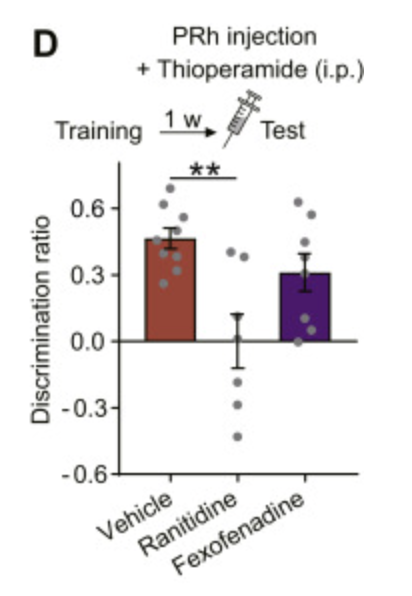 D
PRh injection
+ Thioperamide (i.p.)
Training 1 w Test
**
Discrimination ratio
0.6
0.3
0.0
-0.3
-0.6
Vehicle
Ranitidine
Fexofenadine